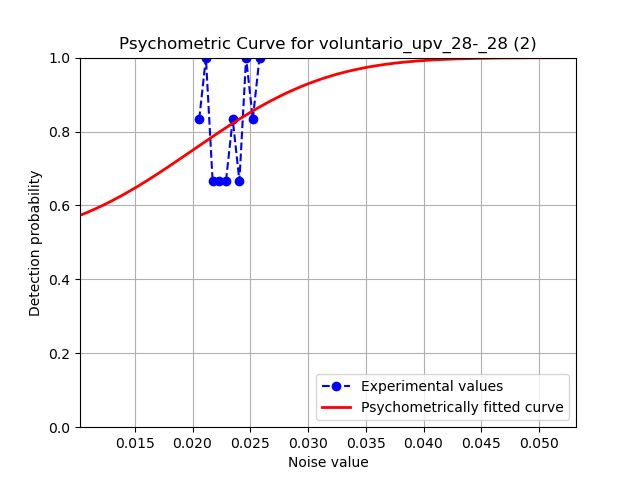 Psychometric Curve for voluntario_upv_28-_28 (2)
Detection probability
1.0
0.8
0.6
0.4
0.2
0.0
Experimental values
Psychometrically fitted curve
0.015 0.020 0.025 0.030 0.035 0.040 0.045 0.050
Noise value